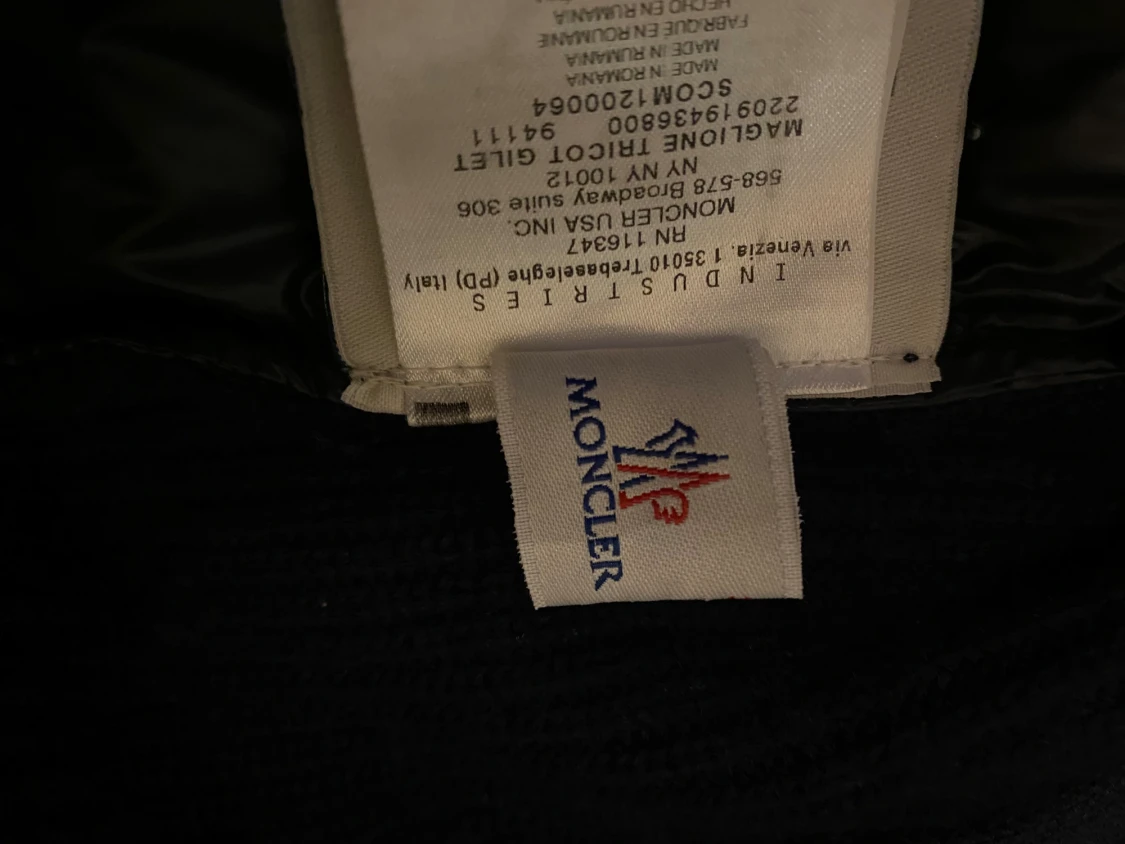 INDUSTRIES
via Venezia, 1 35010 Trebaseleghe (PD) Italy
RN 116347
MONCLER USA INC.
568-578 Broadway suite 306
NY NY 10012
MAGLIONE TRICOT GILET
22091943680O 94111
SCOM1200064
MADE IN ROMANIA
MADE IN RUMANIA
FABRIQUÉ EN ROUMANIE
HECHO EN RUMANIA
MONCLER